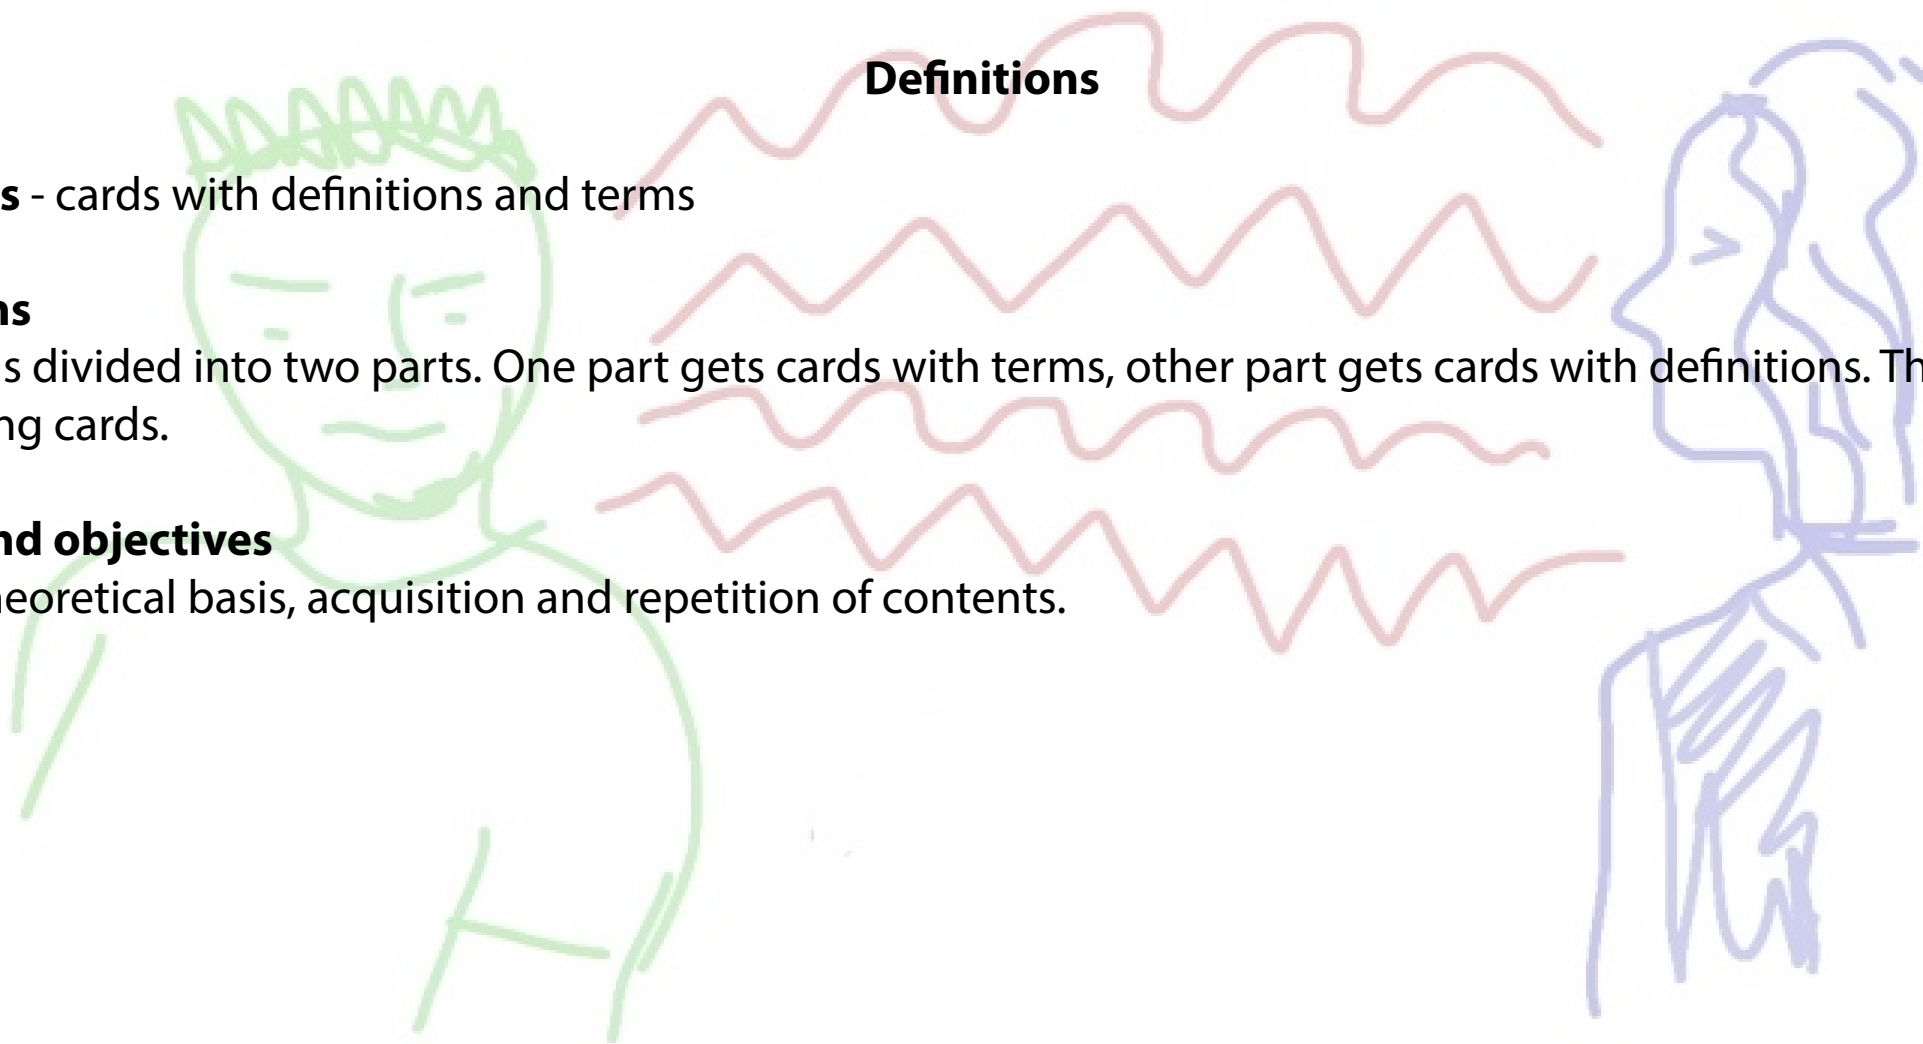 Definitions
s - cards with definitions and terms
ns
s divided into two parts. One part gets cards with terms, other part gets cards with definitions. Th
ng cards.
nd objectives
heoretical basis, acquisition and repetition of contents.